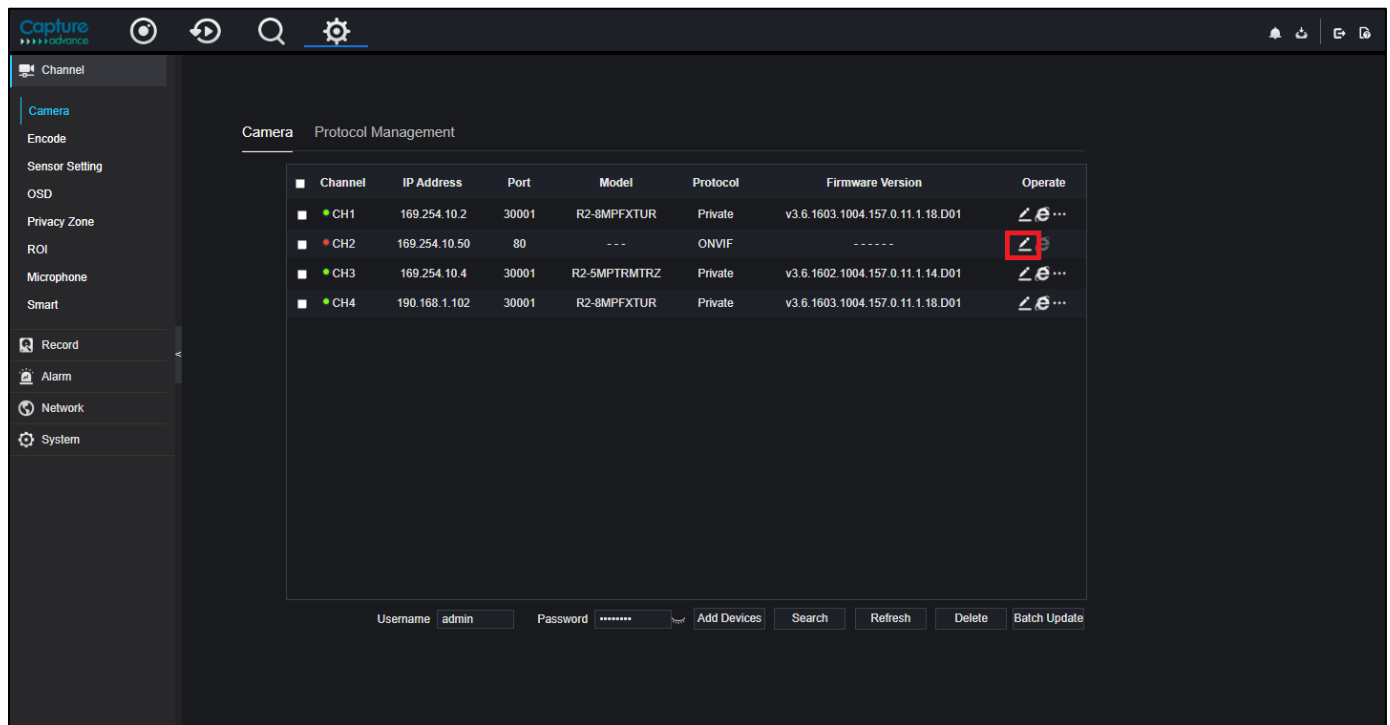 Capture
advance
Channel
Camera
Encode
Sensor Setting
OSD
Privacy Zone
ROI
Microphone
Smart
Record
Alarm
Network
System
<
Camera Protocol Management
Channel IP Address Port Model Protocol Firmware Version Operate
CH1 169.254.10.2 30001 R2-8MPFXTUR Private v3.6.1603.1004.157.0.11.1.18.D01
CH2 169.254.10.50 80 --- ONVIF ------
CH3 169.254.10.4 30001 R2-5MPTRMTRZ Private v3.6.1602.1004.157.0.11.1.14.D01
CH4 190.168.1.102 30001 R2-8MPFXTUR Private v3.6.1603.1004.157.0.11.1.18.D01
Username admin Password •••••••• Add Devices Search Refresh Delete Batch Update